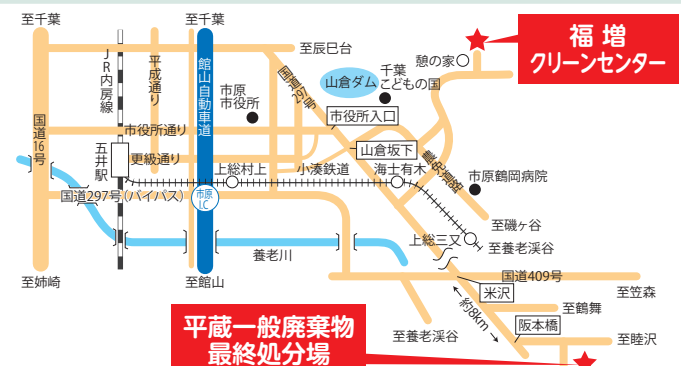 至千葉
至千葉
福増
クリーンセンター
至辰巳台
憩の家
JR内房線
平成通り
館山自動車道
国道297号
市原
市役所
山倉ダム
千葉
こどもの国
国道16号
市役所入口
市役所通り
山倉坂下
五井駅
更級通り
上総村上
小湊鉄道
海士有木
農免道路
市原鶴岡病院
国道297号(バイパス)
市原
I.C
至磯ヶ谷
上総三又
至養老渓谷
養老川
至姉崎
至館山
国道409号
至笠森
米沢
至鶴舞
約8km
阪本橋
平蔵一般廃棄物
最終処分場
至養老渓谷
至睦沢